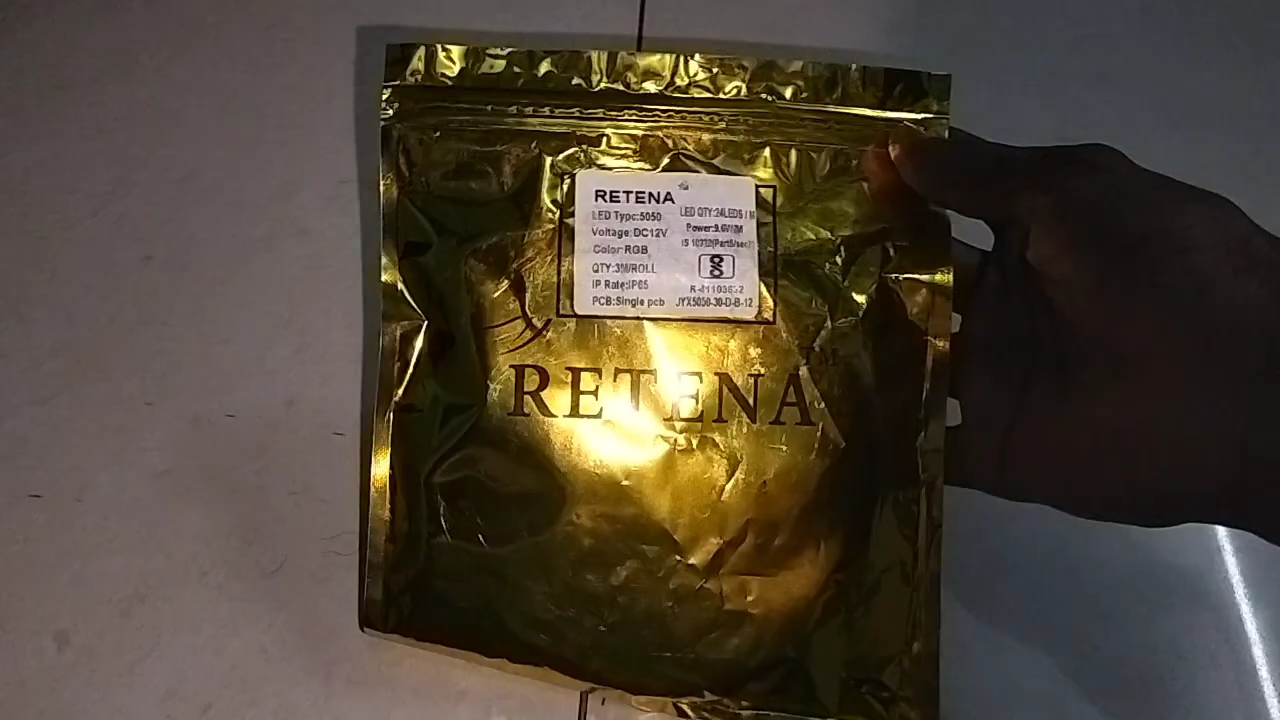 RETENA
LED Type:5050
LED QTY:24LEDS / M
Voltage:DC12V
Power:9.6W/M
Color:RGB
QTY:3M/ROLL
IP Rate:IP65
PCB:Single pcb
JYX5050-30-D-B-12
RETENA™